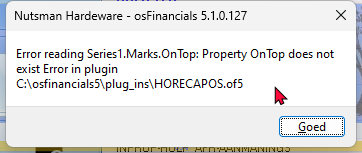 Nutsman Hardeware - osFinancials 5.1.0.127
Error reading Series1.Marks.OnTop: Property OnTop does not
exist Error in plugin
C:\osfinancials5\plug_ins\HORECAPOS.of5
Goed